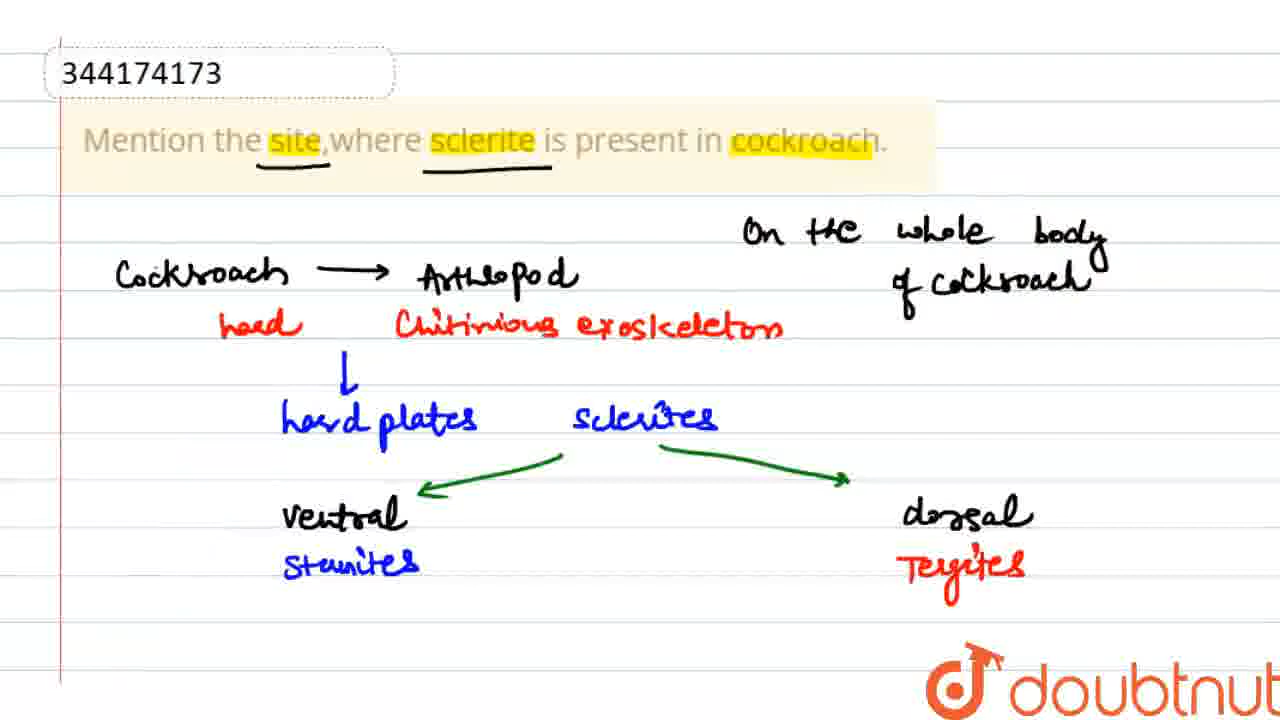 344174173
Mention the site,where sclerite is present in cockroach.
On the whole body
of cockroach
Cockroach → Arthropod
hard Chitinious exoskeleton
↓
hard plates sclerites
ventral dorsal
Sternites Tergites
doubtnut